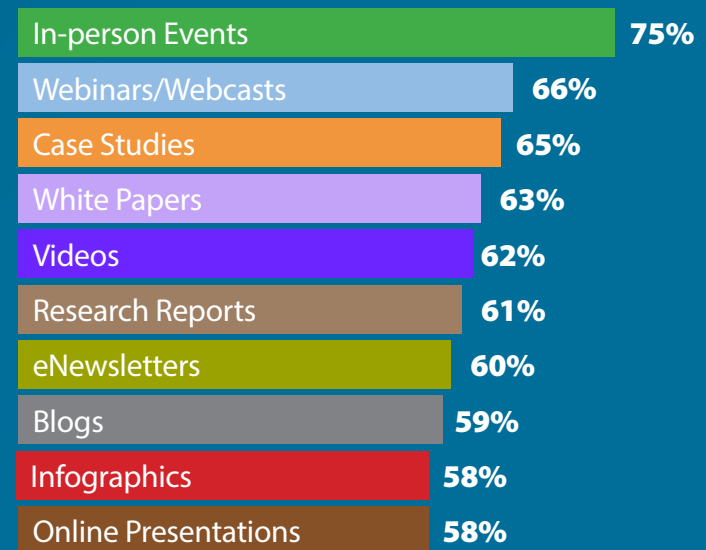 In-person Events 75%
Webinars/Webcasts 66%
Case Studies 65%
White Papers 63%
Videos 62%
Research Reports 61%
eNewsletters 60%
Blogs 59%
Infographics 58%
Online Presentations 58%